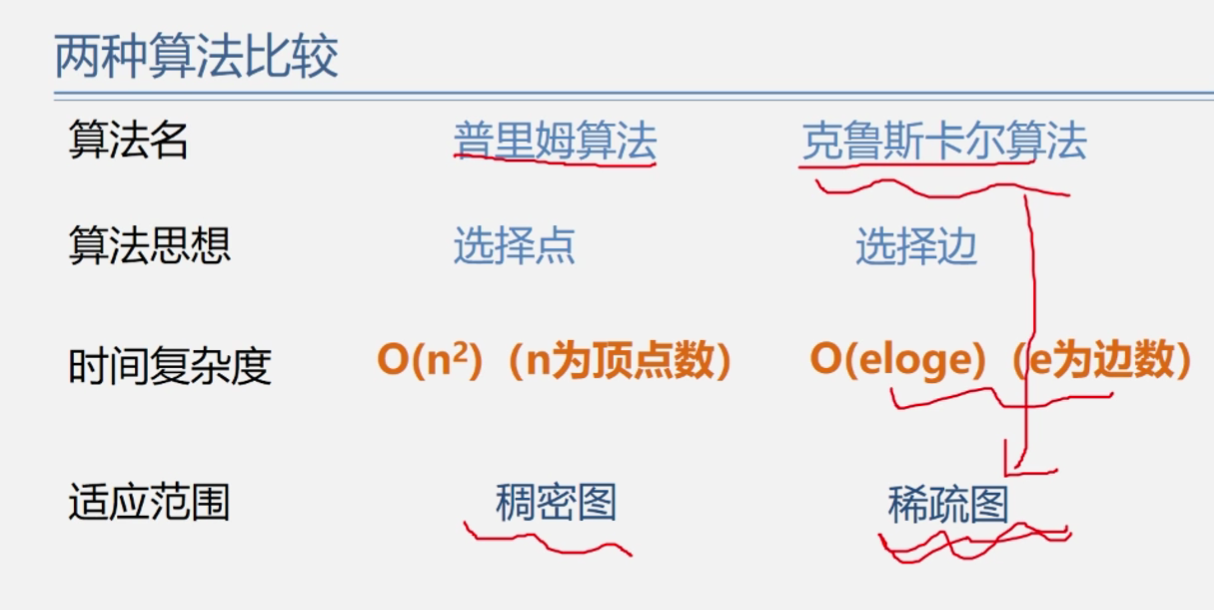 两种算法比较
算法名 普里姆算法 克鲁斯卡尔算法
算法思想 选择点 选择边
时间复杂度 O(n²)（n为顶点数） O(eloge)（e为边数）
适应范围 稠密图 稀疏图